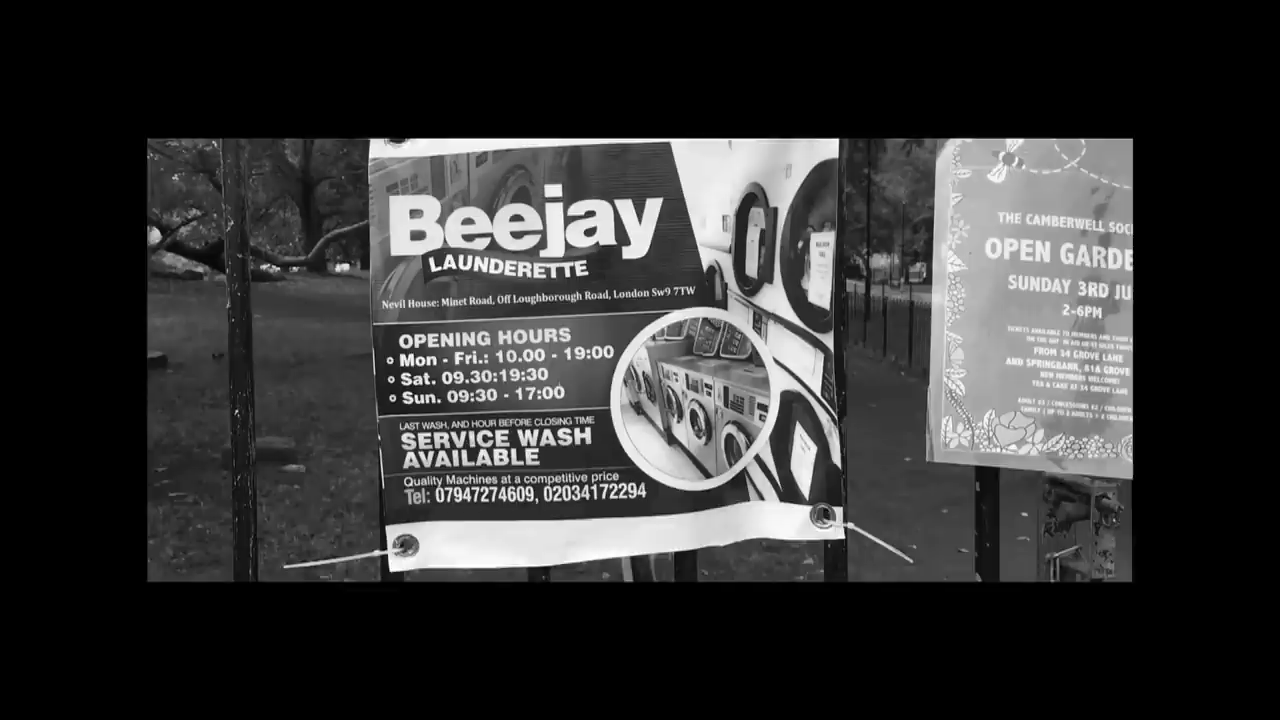 Beejay
LAUNDERETTE
Nevil House: Minet Road, Off Loughborough Road, London Sw9 7TW
OPENING HOURS
Mon - Fri.: 10.00 - 19:00
Sat. 09.30:19:30
Sun. 09:30 - 17:00
LAST WASH, AND HOUR BEFORE CLOSING TIME
SERVICE WASH
AVAILABLE
Quality Machines at a competitive price
Tel: 07947274609, 02034172294
THE CAMBERWELL SOC
OPEN GARDE
SUNDAY 3RD JU
2-6PM
FROM 34 GROVE LANE
AND SPRINGBANK, 81A GROVE
NEW MEMBERS WELCOME!
TEA & CAKE AT 34 GROVE LANE